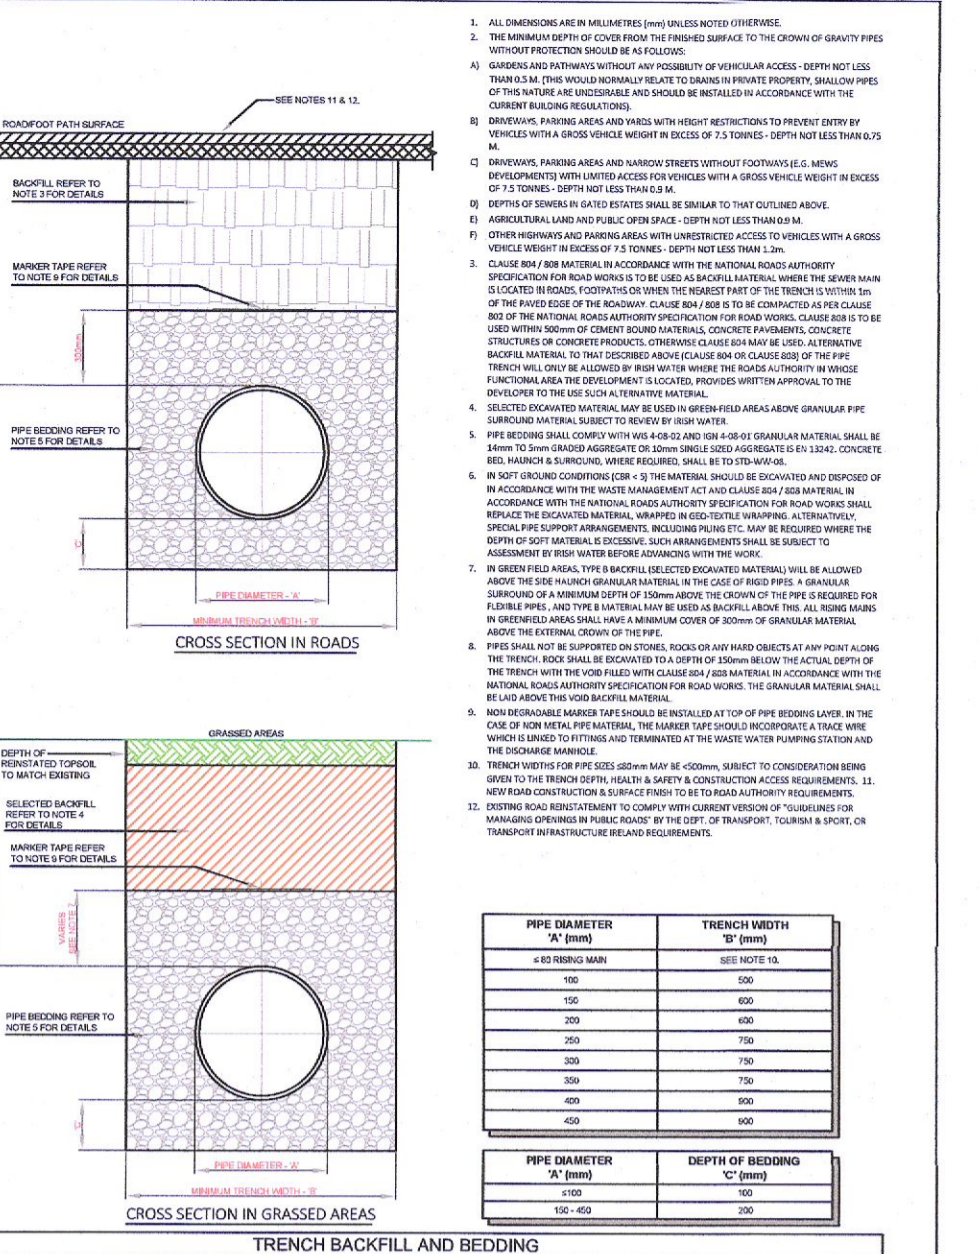 SEE NOTES 11 & 12.
ROAD/FOOT PATH SURFACE
BACKFILL REFER TO
NOTE 3 FOR DETAILS
MARKER TAPE REFER
TO NOTE 9 FOR DETAILS
300mm
PIPE BEDDING REFER TO
NOTE 5 FOR DETAILS
C
PIPE DIAMETER - 'A'
MINIMUM TRENCH WIDTH - 'B'
CROSS SECTION IN ROADS
GRASSED AREAS
DEPTH OF
REINSTATED TOPSOIL
TO MATCH EXISTING
SELECTED BACKFILL
REFER TO NOTE 4
FOR DETAILS
MARKER TAPE REFER
TO NOTE 9 FOR DETAILS
VARIES
SEE NOTE 7
PIPE BEDDING REFER TO
NOTE 5 FOR DETAILS
C
PIPE DIAMETER - 'A'
MINIMUM TRENCH WIDTH - 'B'
CROSS SECTION IN GRASSED AREAS
1. ALL DIMENSIONS ARE IN MILLIMETRES (mm) UNLESS NOTED OTHERWISE.
2. THE MINIMUM DEPTH OF COVER FROM THE FINISHED SURFACE TO THE CROWN OF GRAVITY PIPES
WITHOUT PROTECTION SHOULD BE AS FOLLOWS:
A) GARDENS AND PATHWAYS WITHOUT ANY POSSIBILITY OF VEHICULAR ACCESS - DEPTH NOT LESS
THAN 0.5 M. (THIS WOULD NORMALLY RELATE TO DRAINS IN PRIVATE PROPERTY, SHALLOW PIPES
OF THIS NATURE ARE UNDESIRABLE AND SHOULD BE INSTALLED IN ACCORDANCE WITH THE
CURRENT BUILDING REGULATIONS).
B) DRIVEWAYS, PARKING AREAS AND YARDS WITH HEIGHT RESTRICTIONS TO PREVENT ENTRY BY
VEHICLES WITH A GROSS VEHICLE WEIGHT IN EXCESS OF 7.5 TONNES - DEPTH NOT LESS THAN 0.75
M.
C) DRIVEWAYS, PARKING AREAS AND NARROW STREETS WITHOUT FOOTWAYS (E.G. MEWS
DEVELOPMENTS) WITH LIMITED ACCESS FOR VEHICLES WITH A GROSS VEHICLE WEIGHT IN EXCESS
OF 7.5 TONNES - DEPTH NOT LESS THAN 0.9 M.
D) DEPTHS OF SEWERS IN GATED ESTATES SHALL BE SIMILAR TO THAT OUTLINED ABOVE.
E) AGRICULTURAL LAND AND PUBLIC OPEN SPACE - DEPTH NOT LESS THAN 0.9 M.
F) OTHER HIGHWAYS AND PARKING AREAS WITH UNRESTRICTED ACCESS TO VEHICLES WITH A GROSS
VEHICLE WEIGHT IN EXCESS OF 7.5 TONNES - DEPTH NOT LESS THAN 1.2m.
3. CLAUSE 804 / 808 MATERIAL IN ACCORDANCE WITH THE NATIONAL ROADS AUTHORITY
SPECIFICATION FOR ROAD WORKS IS TO BE USED AS BACKFILL MATERIAL WHERE THE SEWER MAIN
IS LOCATED IN ROADS, FOOTPATHS OR WHEN THE NEAREST PART OF THE TRENCH IS WITHIN 1m
OF THE PAVED EDGE OF THE ROADWAY. CLAUSE 804 / 808 IS TO BE COMPACTED AS PER CLAUSE
802 OF THE NATIONAL ROADS AUTHORITY SPECIFICATION FOR ROAD WORKS. CLAUSE 808 IS TO BE
USED WITHIN 500mm OF CEMENT BOUND MATERIALS, CONCRETE PAVEMENTS, CONCRETE
STRUCTURES OR CONCRETE PRODUCTS. OTHERWISE CLAUSE 804 MAY BE USED. ALTERNATIVE
BACKFILL MATERIAL TO THAT DESCRIBED ABOVE (CLAUSE 804 OR CLAUSE 808) OF THE PIPE
TRENCH WILL ONLY BE ALLOWED BY IRISH WATER WHERE THE ROADS AUTHORITY IN WHOSE
FUNCTIONAL AREA THE DEVELOPMENT IS LOCATED, PROVIDES WRITTEN APPROVAL TO THE
DEVELOPER TO THE USE SUCH ALTERNATIVE MATERIAL.
4. SELECTED EXCAVATED MATERIAL MAY BE USED IN GREEN-FIELD AREAS ABOVE GRANULAR PIPE
SURROUND MATERIAL SUBJECT TO REVIEW BY IRISH WATER.
5. PIPE BEDDING SHALL COMPLY WITH WIS 4-08-02 AND IGN 4-08-01 GRANULAR MATERIAL SHALL BE
14mm TO 5mm GRADED AGGREGATE OR 10mm SINGLE SIZED AGGREGATE IS EN 13242. CONCRETE
BED, HAUNCH & SURROUND, WHERE REQUIRED, SHALL BE TO STD-WW-08.
6. IN SOFT GROUND CONDITIONS (CBR < 5) THE MATERIAL SHOULD BE EXCAVATED AND DISPOSED OF
IN ACCORDANCE WITH THE WASTE MANAGEMENT ACT AND CLAUSE 804 / 808 MATERIAL IN
ACCORDANCE WITH THE NATIONAL ROADS AUTHORITY SPECIFICATION FOR ROAD WORKS SHALL
REPLACE THE EXCAVATED MATERIAL, WRAPPED IN GEO-TEXTILE WRAPPING. ALTERNATIVELY,
SPECIAL PIPE SUPPORT ARRANGEMENTS, INCLUDING PILING ETC. MAY BE REQUIRED WHERE THE
DEPTH OF SOFT MATERIAL IS EXCESSIVE. SUCH ARRANGEMENTS SHALL BE SUBJECT TO
ASSESSMENT BY IRISH WATER BEFORE ADVANCING WITH THE WORK.
7. IN GREEN FIELD AREAS, TYPE B BACKFILL (SELECTED EXCAVATED MATERIAL) WILL BE ALLOWED
ABOVE THE SIDE HAUNCH GRANULAR MATERIAL IN THE CASE OF RIGID PIPES. A GRANULAR
SURROUND OF A MINIMUM DEPTH OF 150mm ABOVE THE CROWN OF THE PIPE IS REQUIRED FOR
FLEXIBLE PIPES , AND TYPE B MATERIAL MAY BE USED AS BACKFILL ABOVE THIS. ALL RISING MAINS
IN GREENFIELD AREAS SHALL HAVE A MINIMUM COVER OF 300mm OF GRANULAR MATERIAL
ABOVE THE EXTERNAL CROWN OF THE PIPE.
8. PIPES SHALL NOT BE SUPPORTED ON STONES, ROCKS OR ANY HARD OBJECTS AT ANY POINT ALONG
THE TRENCH. ROCK SHALL BE EXCAVATED TO A DEPTH OF 150mm BELOW THE ACTUAL DEPTH OF
THE TRENCH WITH THE VOID FILLED WITH CLAUSE 804 / 808 MATERIAL IN ACCORDANCE WITH THE
NATIONAL ROADS AUTHORITY SPECIFICATION FOR ROAD WORKS. THE GRANULAR MATERIAL SHALL
BE LAID ABOVE THIS VOID BACKFILL MATERIAL.
9. NON DEGRADABLE MARKER TAPE SHOULD BE INSTALLED AT TOP OF PIPE BEDDING LAYER. IN THE
CASE OF NON METAL PIPE MATERIAL, THE MARKER TAPE SHOULD INCORPORATE A TRACE WIRE
WHICH IS LINKED TO FITTINGS AND TERMINATED AT THE WASTE WATER PUMPING STATION AND
THE DISCHARGE MANHOLE.
10. TRENCH WIDTHS FOR PIPE SIZES ≤80mm MAY BE <500mm, SUBJECT TO CONSIDERATION BEING
GIVEN TO THE TRENCH DEPTH, HEALTH & SAFETY & CONSTRUCTION ACCESS REQUIREMENTS. 11.
NEW ROAD CONSTRUCTION & SURFACE FINISH TO BE TO ROAD AUTHORITY REQUIREMENTS.
12. EXISTING ROAD REINSTATEMENT TO COMPLY WITH CURRENT VERSION OF "GUIDELINES FOR
MANAGING OPENINGS IN PUBLIC ROADS" BY THE DEPT. OF TRANSPORT, TOURISM & SPORT, OR
TRANSPORT INFRASTRUCTURE IRELAND REQUIREMENTS.
PIPE DIAMETER 'A' (mm) TRENCH WIDTH 'B' (mm)
≤ 80 RISING MAIN SEE NOTE 10.
100 500
150 600
200 600
250 750
300 750
350 750
400 900
450 900
PIPE DIAMETER 'A' (mm) DEPTH OF BEDDING 'C' (mm)
≤100 100
150 - 450 200
TRENCH BACKFILL AND BEDDING